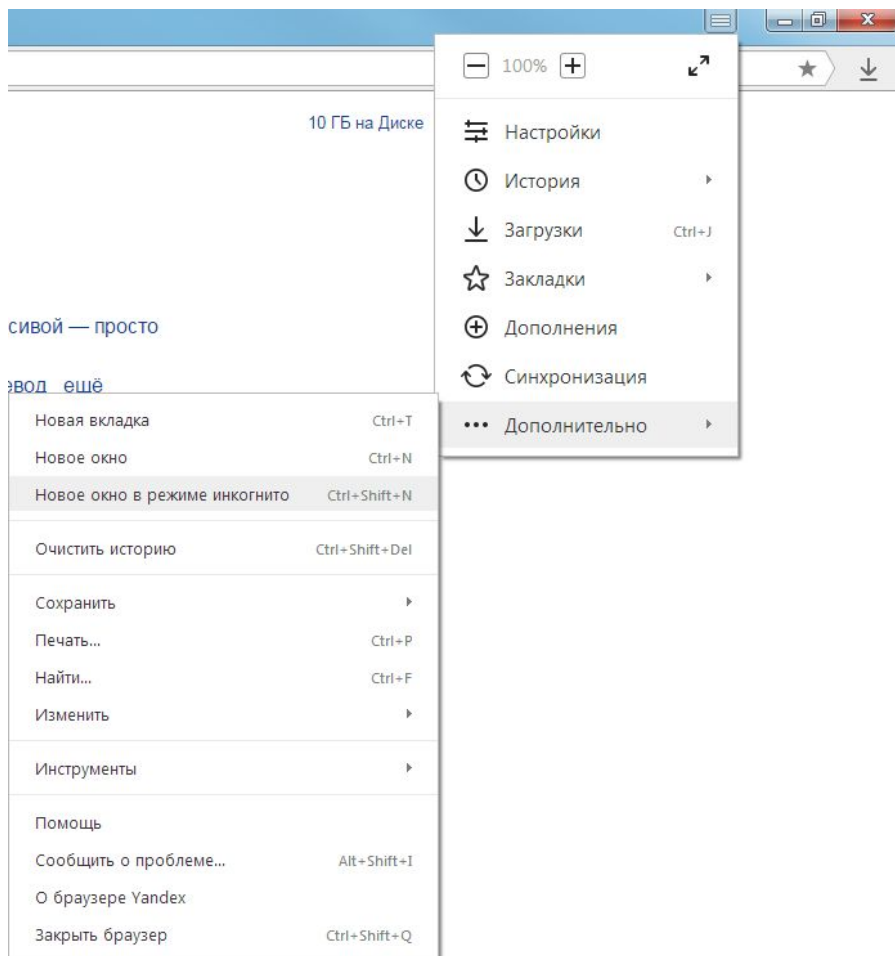 100%
10 ГБ на Диске
Настройки
История
Загрузки Ctrl+J
Закладки
Дополнения
Синхронизация
Дополнительно
сивой — просто
евод ешё
Новая вкладка Ctrl+T
Новое окно Ctrl+N
Новое окно в режиме инкогнито Ctrl+Shift+N
Очистить историю Ctrl+Shift+Del
Сохранить
Печать... Ctrl+P
Найти... Ctrl+F
Изменить
Инструменты
Помощь
Сообщить о проблеме... Alt+Shift+I
О браузере Yandex
Закрыть браузер Ctrl+Shift+Q